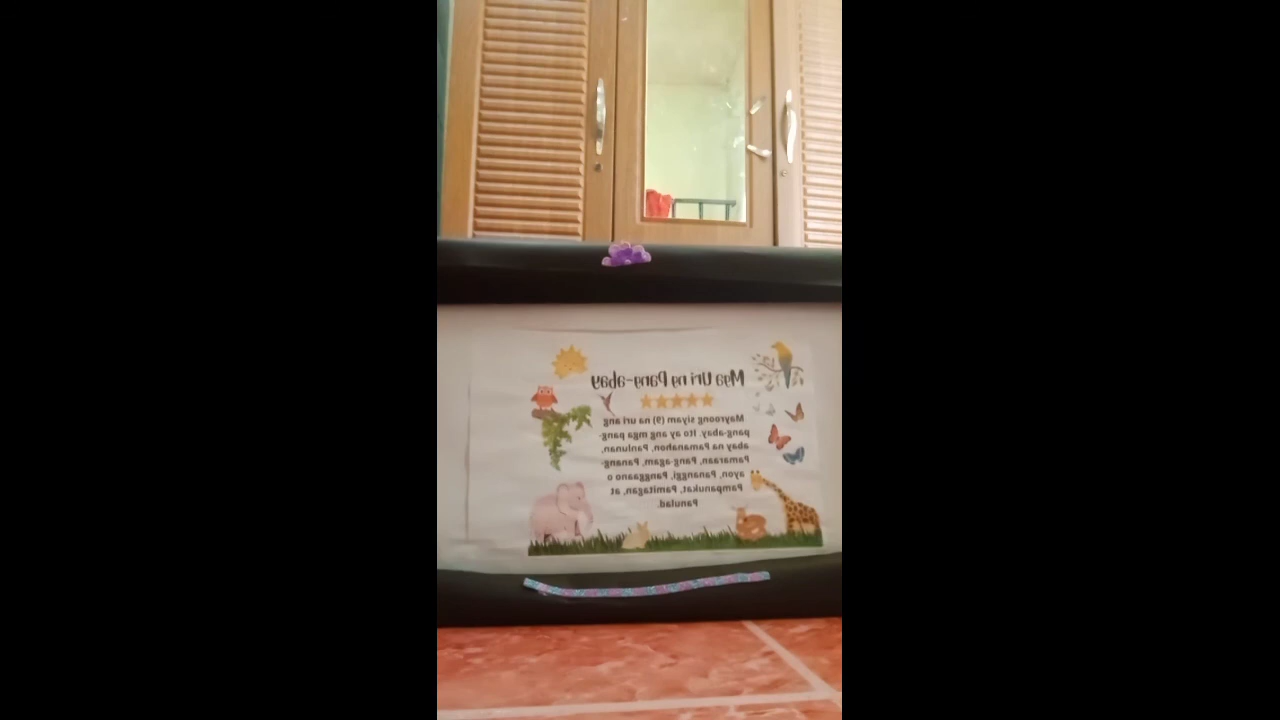 Mga Uri ng Pang-abay
Mayroong siyam (9) na uri ang
pang-abay. Ito ay ang mga pang-
abay na Pamanahon, Panlunan,
Pamaraan, Pang-agam, Panang-
ayon, Pananggi, Panggaano o
Pampanukat, Pamitagan, at
Panulad.